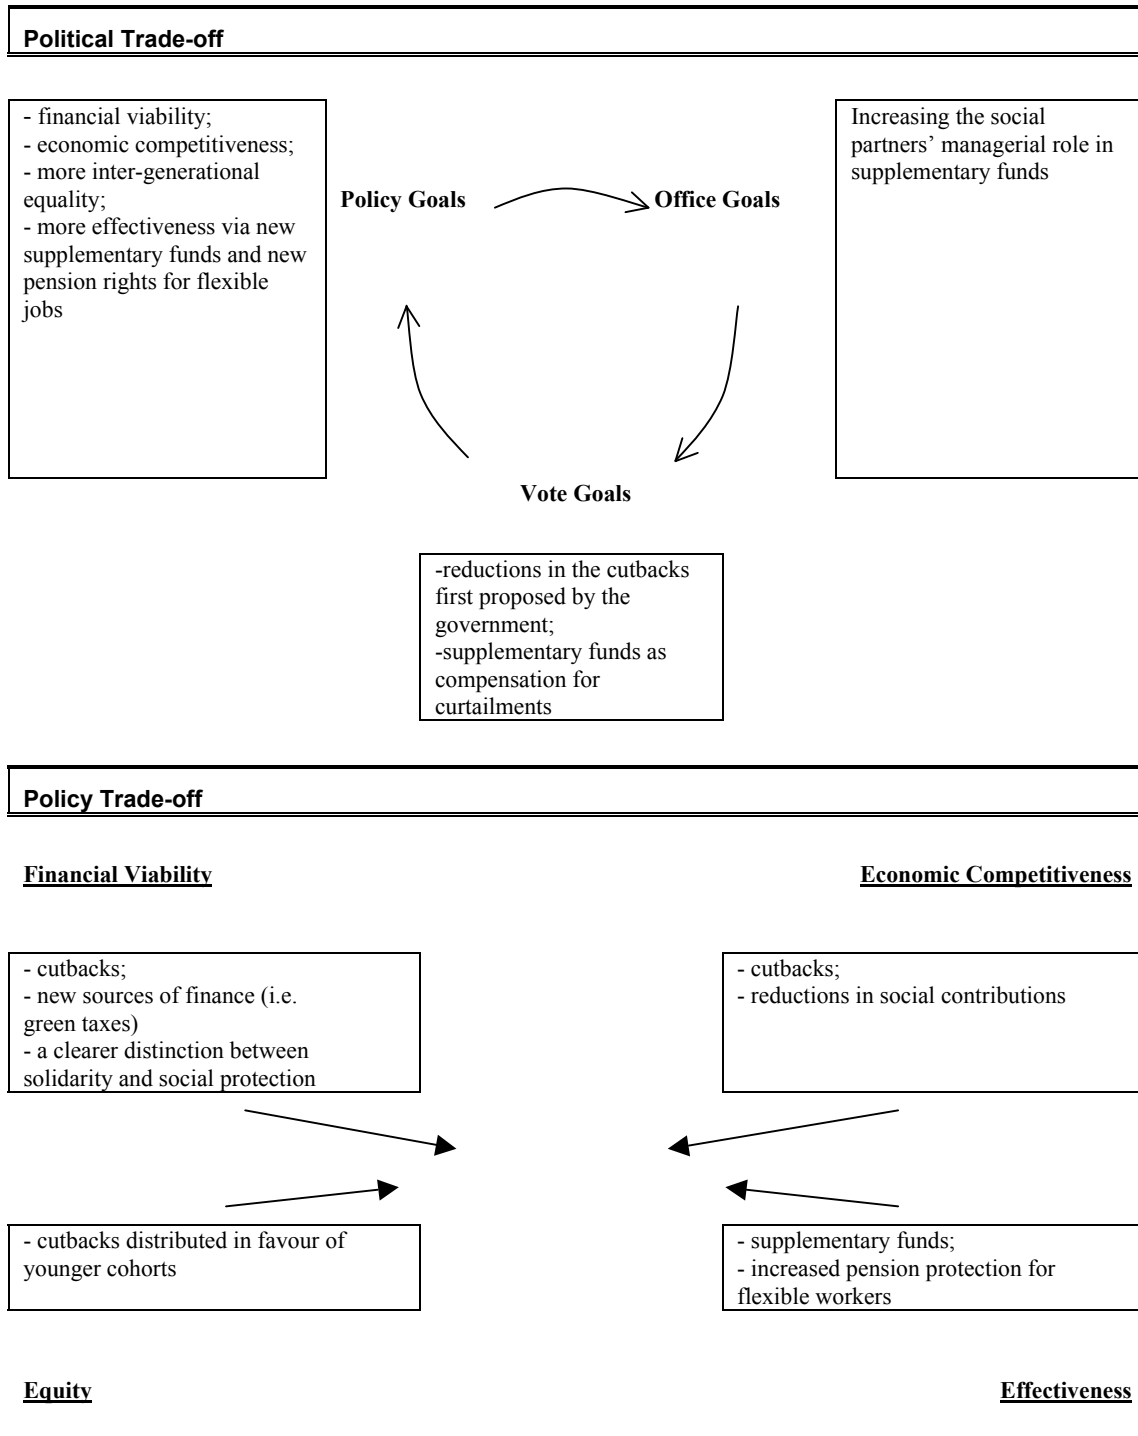 Political Trade-off
- financial viability;
- economic competitiveness;
- more inter-generational
equality;
- more effectiveness via new
supplementary funds and new
pension rights for flexible
jobs
Policy Goals
Office Goals
Increasing the social
partners’ managerial role in
supplementary funds
Vote Goals
-reductions in the cutbacks
first proposed by the
government;
-supplementary funds as
compensation for
curtailments
Policy Trade-off
Financial Viability
Economic Competitiveness
- cutbacks;
- new sources of finance (i.e.
green taxes)
- a clearer distinction between
solidarity and social protection
- cutbacks;
- reductions in social contributions
- cutbacks distributed in favour of
younger cohorts
- supplementary funds;
- increased pension protection for
flexible workers
Equity
Effectiveness